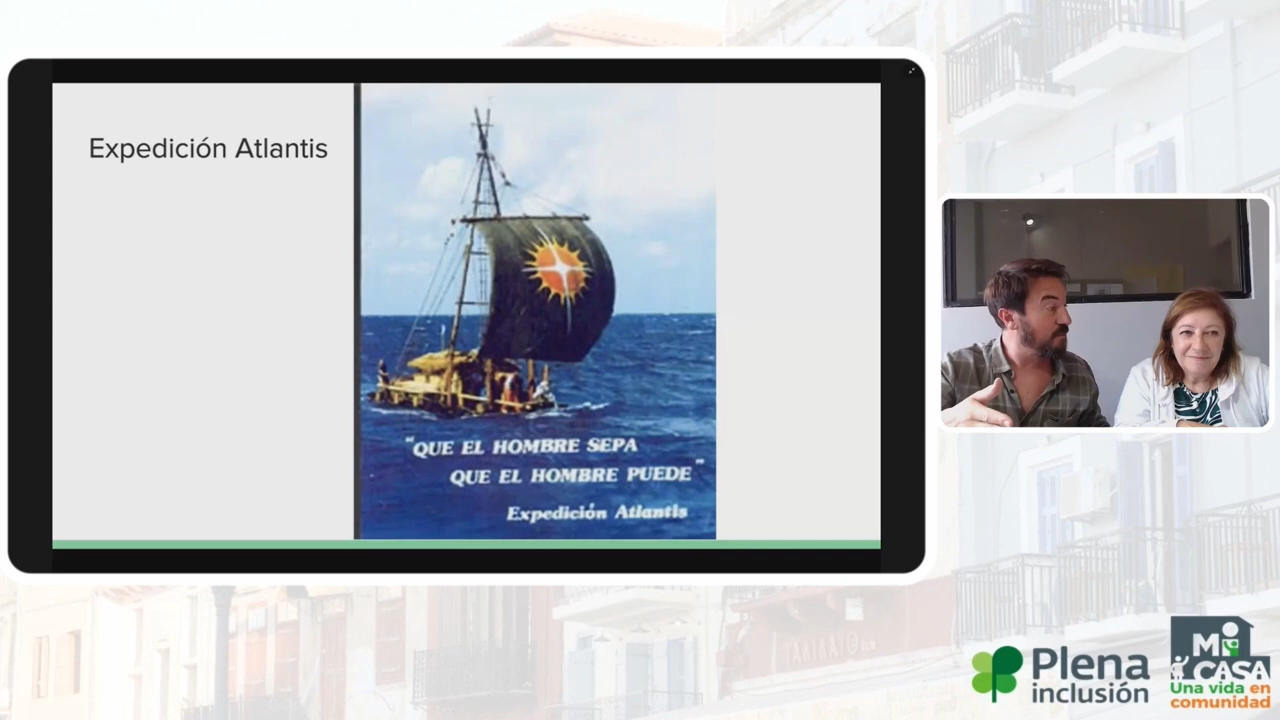 Expedición Atlantis
"QUE EL HOMBRE SEPA
QUE EL HOMBRE PUEDE"
Expedición Atlantis
Plena
inclusión
Mi
CASA
Una vida en
comunidad